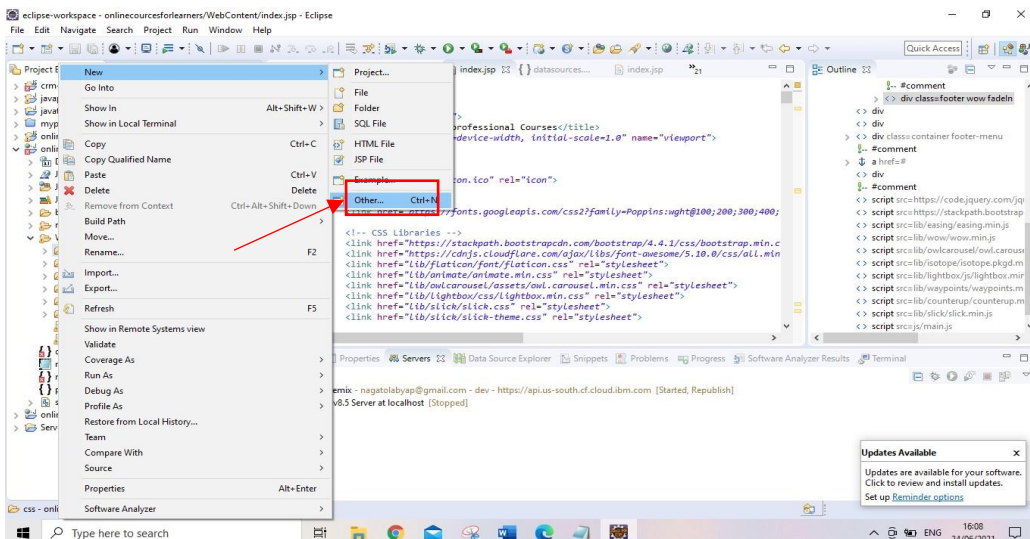 eclipse-workspace - onlinecourcesforlearners/WebContent/index.jsp - Eclipse
File Edit Navigate Search Project Run Window Help
Quick Access
Project E
index.jsp
datasources....
index.jsp
21
Outline
New
Go Into
Show In Alt+Shift+W >
Show in Local Terminal
Copy Ctrl+C
Copy Qualified Name
Paste Ctrl+V
Delete Delete
Remove from Context Ctrl+Alt+Shift+Down
Build Path
Move...
Rename... F2
Import...
Export...
Refresh F5
Show in Remote Systems view
Validate
Coverage As
Run As
Debug As
Profile As
Restore from Local History...
Team
Compare With
Source
Properties Alt+Enter
Software Analyzer
Project...
File
Folder
SQL File
HTML File
JSP File
Example...
Other... Ctrl+N
professional Courses</title>
=device-width, initial-scale=1.0" name="viewport">
con.ico" rel="icon">
<link href="https://fonts.googleapis.com/css2?family=Poppins:wght@100;200;300;400;
<!-- CSS Libraries -->
<link href="https://stackpath.bootstrapcdn.com/bootstrap/4.4.1/css/bootstrap.min.c
<link href="https://cdnjs.cloudflare.com/ajax/libs/font-awesome/5.10.0/css/all.min
<link href="lib/flaticon/font/flaticon.css" rel="stylesheet">
<link href="lib/animate/animate.min.css" rel="stylesheet">
<link href="lib/owlcarousel/assets/owl.carousel.min.css" rel="stylesheet">
<link href="lib/lightbox/css/lightbox.min.css" rel="stylesheet">
<link href="lib/slick/slick.css" rel="stylesheet">
<link href="lib/slick/slick-theme.css" rel="stylesheet">
#comment
div class=footer wow fadeIn
div
div
div class=container footer-menu
#comment
a href=#
div
#comment
script src=https://code.jquery.com/jq
script src=https://stackpath.bootstrap
script src=lib/easing/easing.min.js
script src=lib/wow/wow.min.js
script src=lib/owlcarousel/owl.carouse
script src=lib/isotope/isotope.pkgd.m
script src=lib/lightbox/js/lightbox.min
script src=lib/waypoints/waypoints.m
script src=lib/counterup/counterup.m
script src=lib/slick/slick.min.js
script src=js/main.js
Properties Servers Data Source Explorer Snippets Problems Progress Software Analyzer Results Terminal
emix - nagatolabyap@gmail.com - dev - https://api.us-south.cf.cloud.ibm.com [Started, Republish]
v8.5 Server at localhost [Stopped]
Updates Available x
Updates are available for your software.
Click to review and install updates.
Set up Reminder options
css - onli
Type here to search
ENG
16:08
24/06/2021